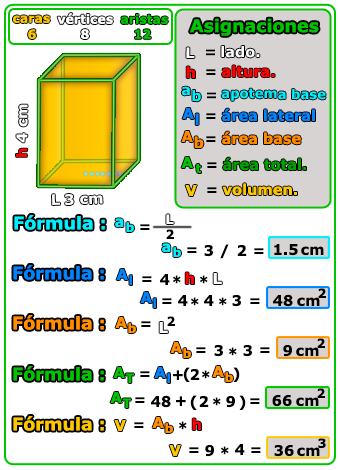 caras vértices aristas
6 8 12
h 4 cm
L 3 cm
Asignaciones
L = lado.
h = altura.
ab = apotema base
Al = área lateral
Ab = área base
At = área total.
V = volumen.
Fórmula : ab = L/2
ab = 3 / 2 = 1.5 cm
Fórmula : Al = 4*h*L
Al = 4*4*3 = 48 cm²
Fórmula : Ab = L²
Ab = 3*3 = 9 cm²
Fórmula : AT = Al+(2*Ab)
AT = 48+(2*9) = 66 cm²
Fórmula : V = Ab*h
V = 9*4 = 36 cm³